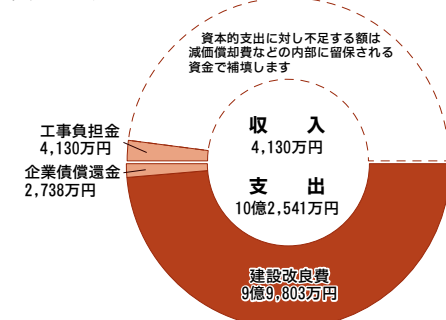 資本的支出に対し不足する額は
減価償却費などの内部に留保される
資金で補填します
工事負担金
4,130万円
収　入
4,130万円
企業債償還金
2,738万円
支　出
10億2,541万円
建設改良費
9億9,803万円